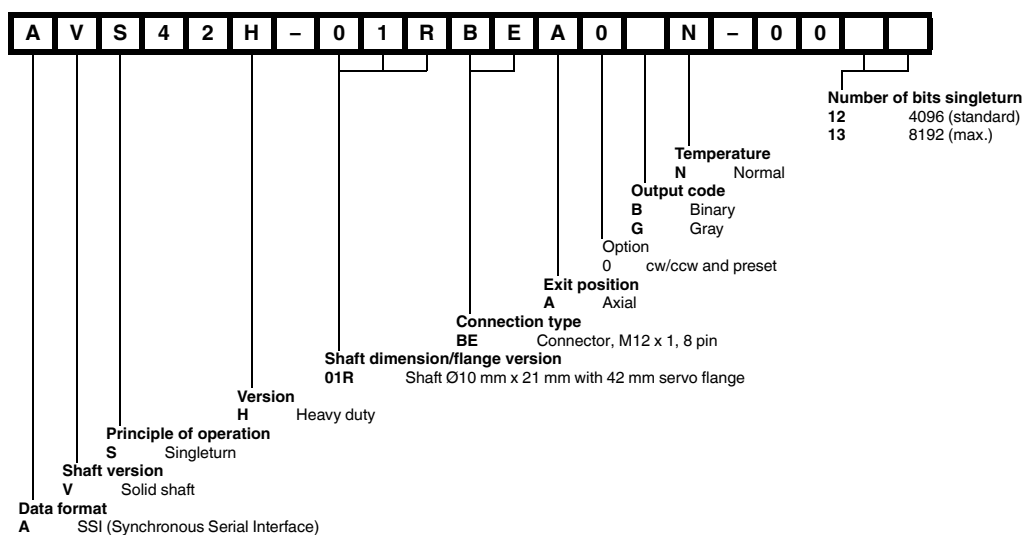 A V S 4 2 H – 0 1 R B E A 0 N – 0 0
Number of bits singleturn
12 4096 (standard)
13 8192 (max.)
Temperature
N Normal
Output code
B Binary
G Gray
Option
0 cw/ccw and preset
Exit position
A Axial
Connection type
BE Connector, M12 x 1, 8 pin
Shaft dimension/flange version
01R Shaft Ø10 mm x 21 mm with 42 mm servo flange
Version
H Heavy duty
Principle of operation
S Singleturn
Shaft version
V Solid shaft
Data format
A SSI (Synchronous Serial Interface)